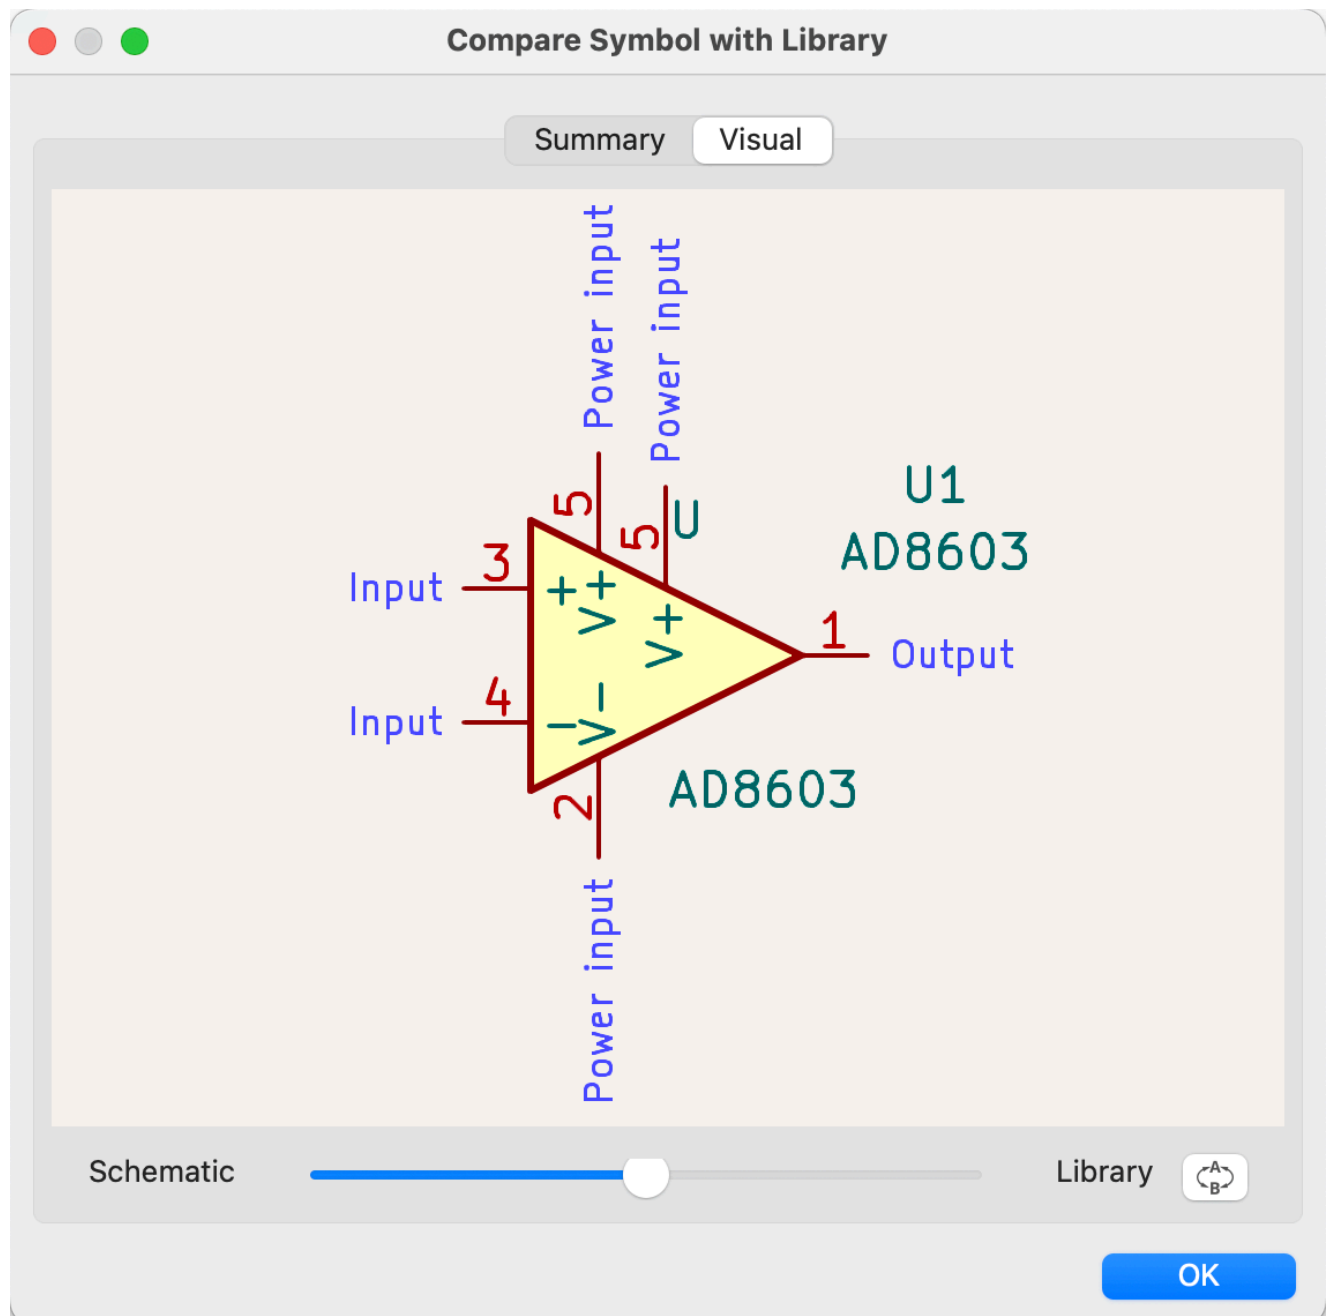 Compare Symbol with Library
Summary
Visual
Power input
Power input
5
5
U
U1
AD8603
3
Input
+
V+
V+
1
Output
4
Input
-
V-
2
AD8603
Power input
Schematic
Library
A
B
OK